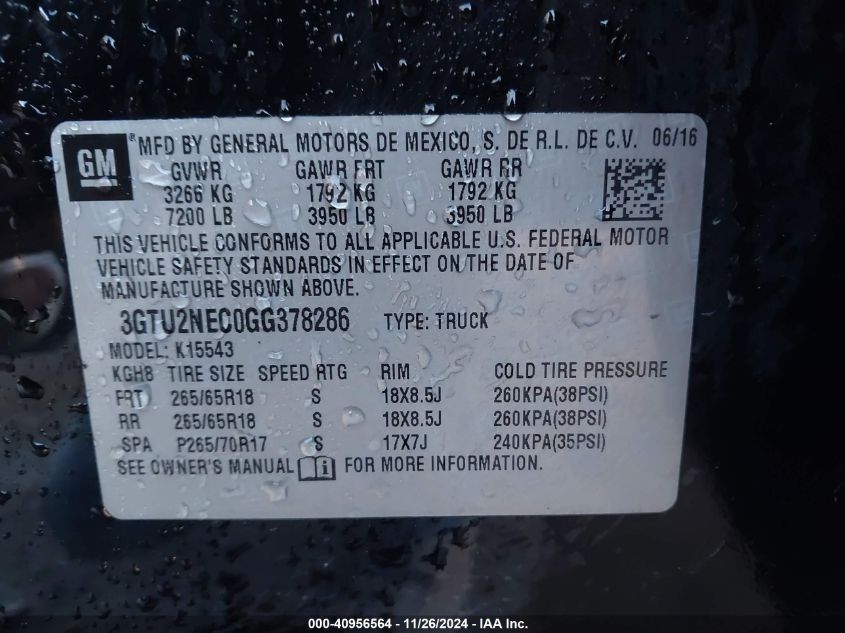 GM ® MFD BY GENERAL MOTORS DE MEXICO, S. DE R.L. DE C.V. 06/16
GVWR GAWR FRT GAWR RR
3266 KG 1792 KG 1792 KG
7200 LB 3950 LB 3950 LB
THIS VEHICLE CONFORMS TO ALL APPLICABLE U.S. FEDERAL MOTOR
VEHICLE SAFETY STANDARDS IN EFFECT ON THE DATE OF
MANUFACTURE SHOWN ABOVE.
3GTU2NEC0GG378286 TYPE: TRUCK
MODEL: K15543
KGH8 TIRE SIZE SPEED RTG RIM COLD TIRE PRESSURE
FRT 265/65R18 S 18X8.5J 260KPA(38PSI)
RR 265/65R18 S 18X8.5J 260KPA(38PSI)
SPA P265/70R17 S 17X7J 240KPA(35PSI)
SEE OWNER'S MANUAL i FOR MORE INFORMATION.
000-40956564 — 11/26/2024 — IAA Inc.